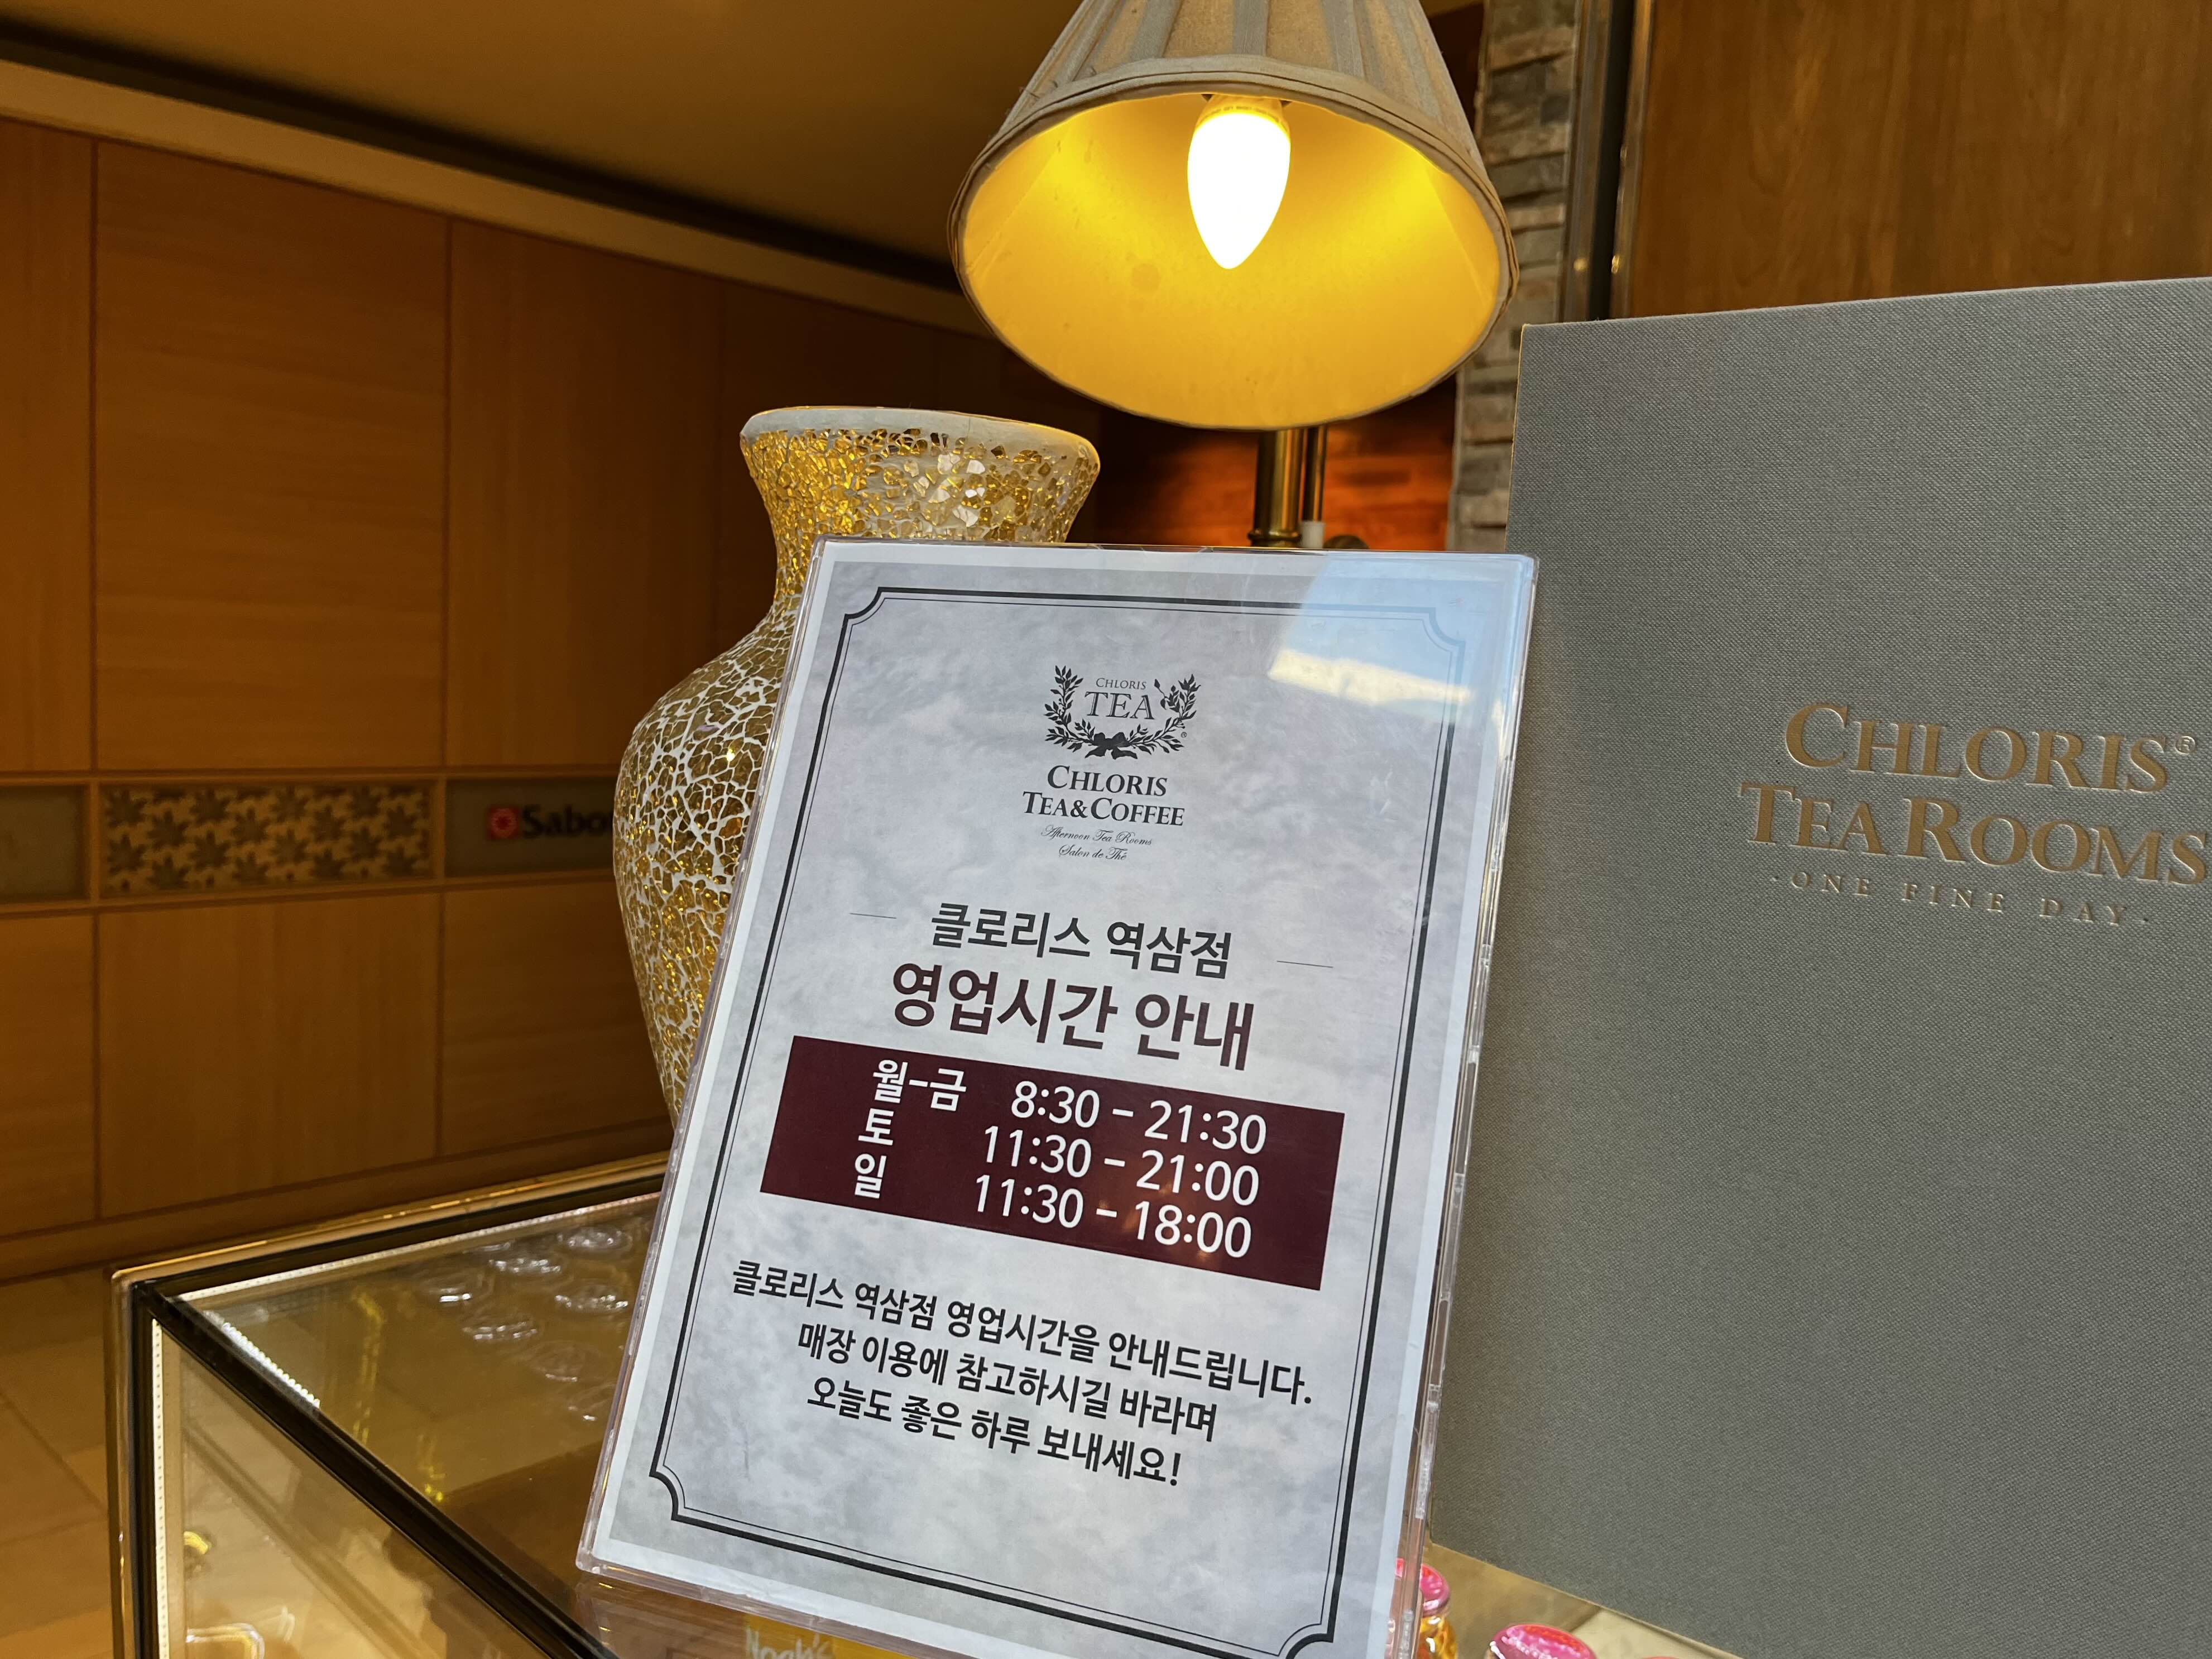 CHLORIS
TEA
CHLORIS
TEA&COFFEE
Afternoon Tea Rooms
Salon de Thé
클로리스 역삼점
영업시간 안내
월-금 8:30 - 21:30
토 11:30 - 21:00
일 11:30 - 18:00
클로리스 역삼점 영업시간을 안내드립니다.
매장 이용에 참고하시길 바라며
오늘도 좋은 하루 보내세요!
CHLORIS®
TEA ROOMS
·ONE FINE DAY·
Sabo